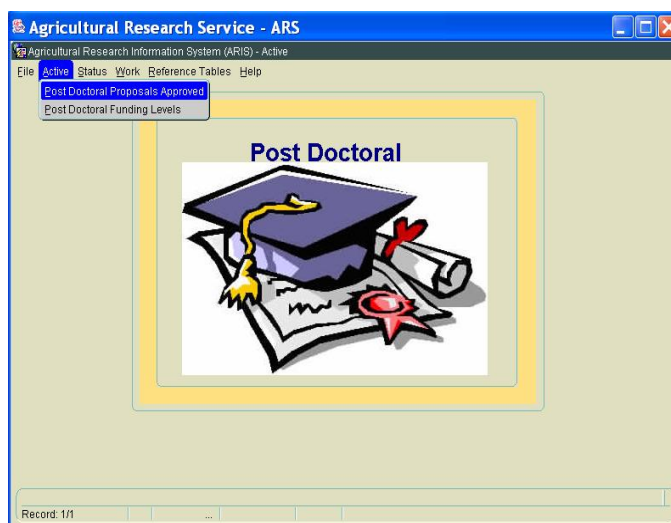 Agricultural Research Service - ARS
Agricultural Research Information System (ARIS) - Active
File Active Status Work Reference Tables Help
Post Doctoral Proposals Approved
Post Doctoral Funding Levels
Post Doctoral
Record: 1/1 ...